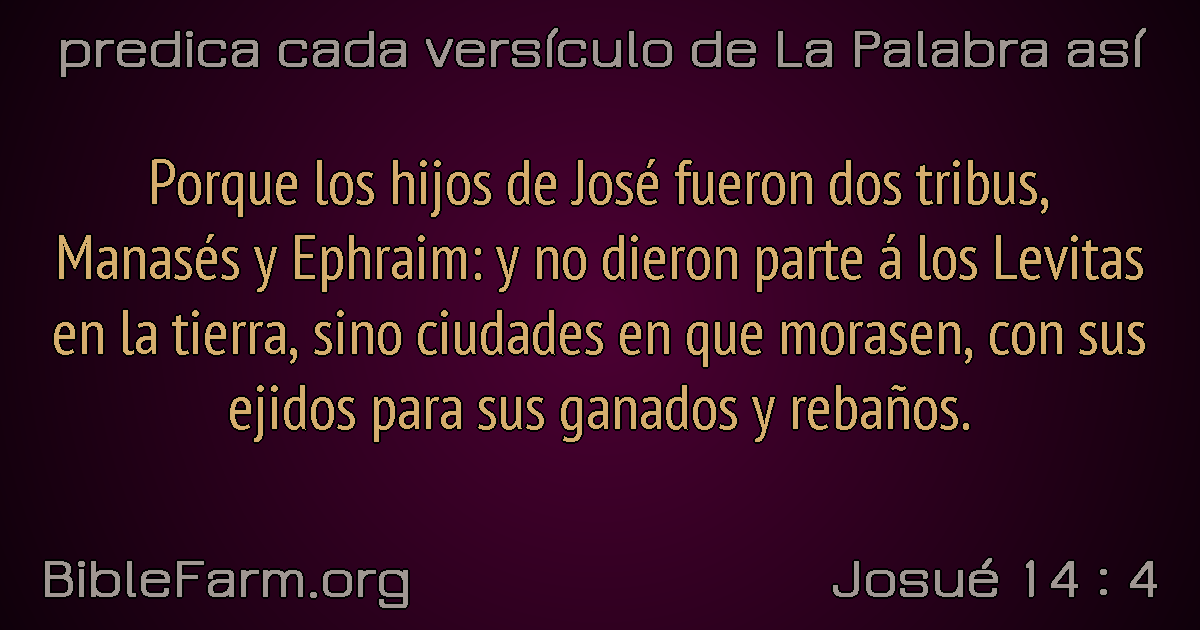 predica cada versículo de La Palabra así
Porque los hijos de José fueron dos tribus,
Manasés y Ephraim: y no dieron parte á los Levitas
en la tierra, sino ciudades en que morasen, con sus
ejidos para sus ganados y rebaños.
BibleFarm.org
Josué 14 : 4